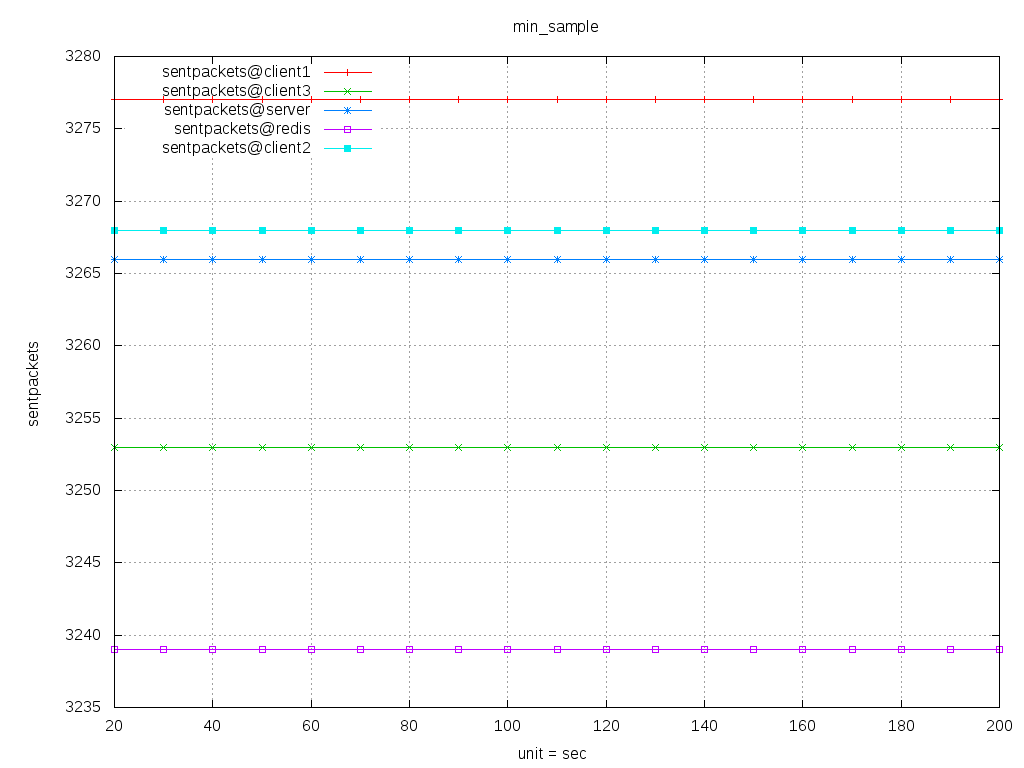 min_sample
3280
3275
3270
3265
3260
3255
3250
3245
3240
3235
sentpackets
sentpackets@client1
sentpackets@client3
sentpackets@server
sentpackets@redis
sentpackets@client2
20 40 60 80 100 120 140 160 180 200
unit = sec